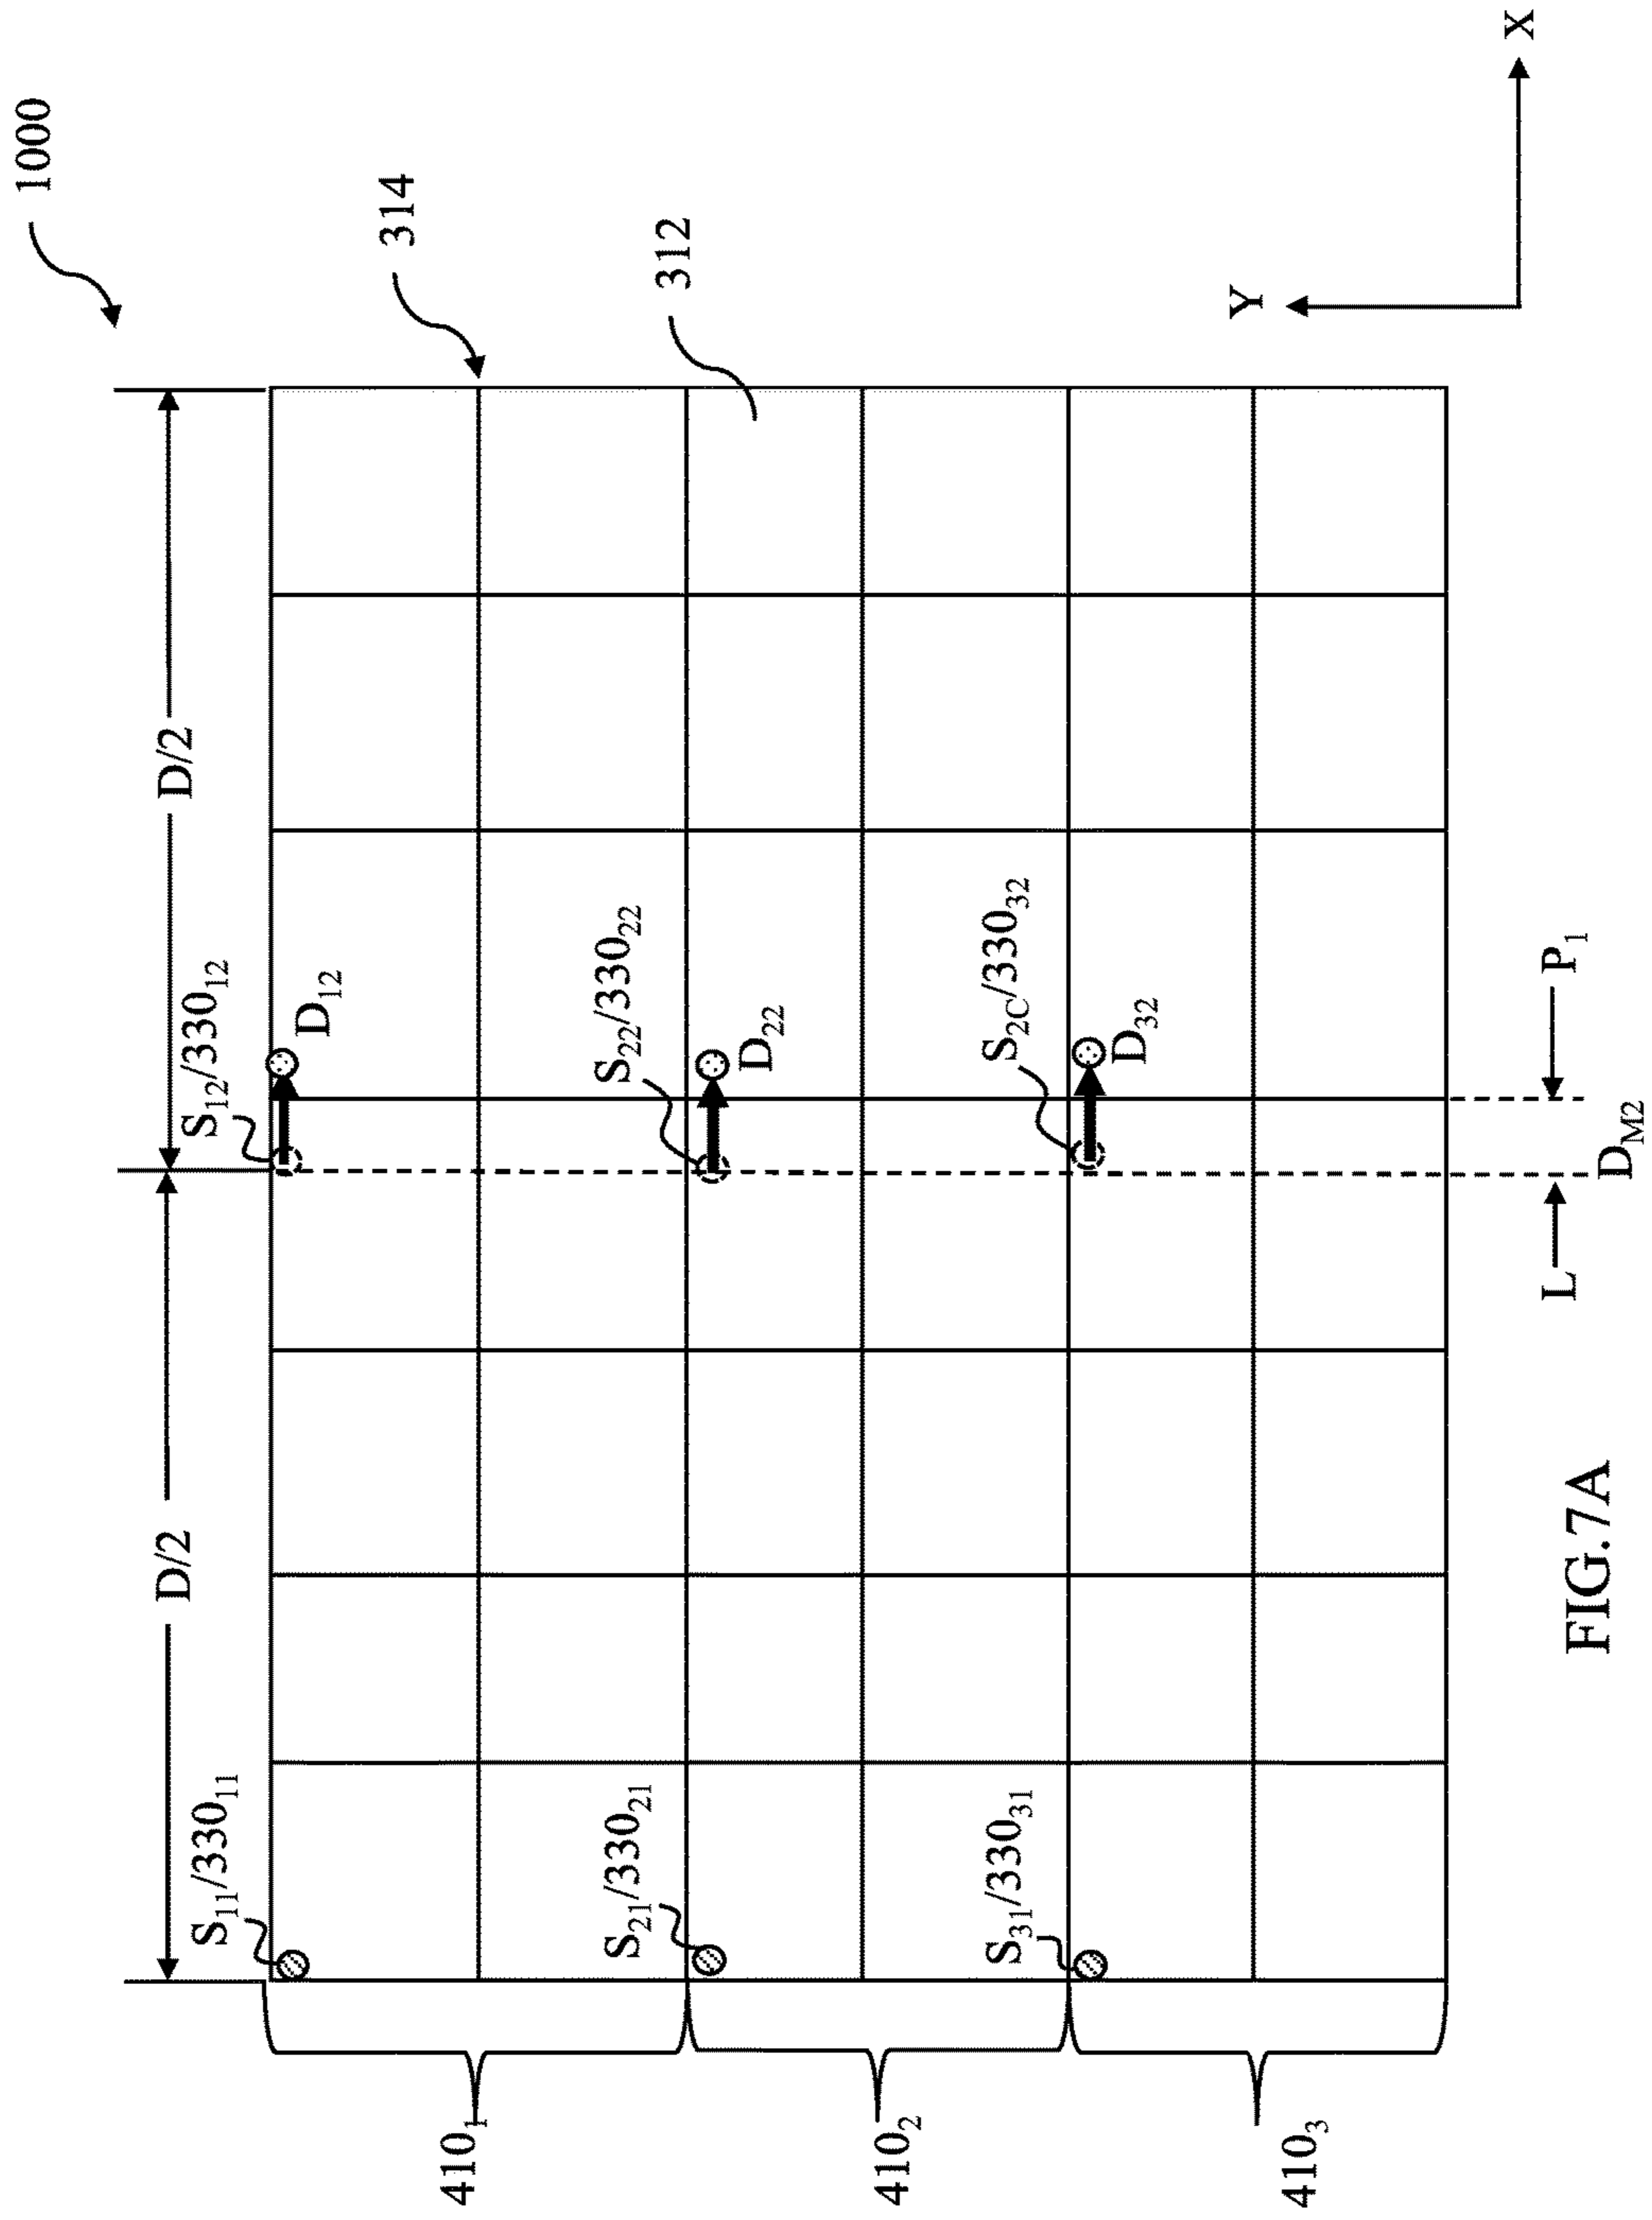 1000
314
312
D/2
D/2
S₁₁/330₁₁
S₁₂/330₁₂
D₁₂
410₁
S₂₁/330₂₁
S₂₂/330₂₂
D₂₂
410₂
S₃₁/330₃₁
S₂C/330₃₂
D₃₂
410₃
Y
X
L
P₁
D_M2
FIG.7A